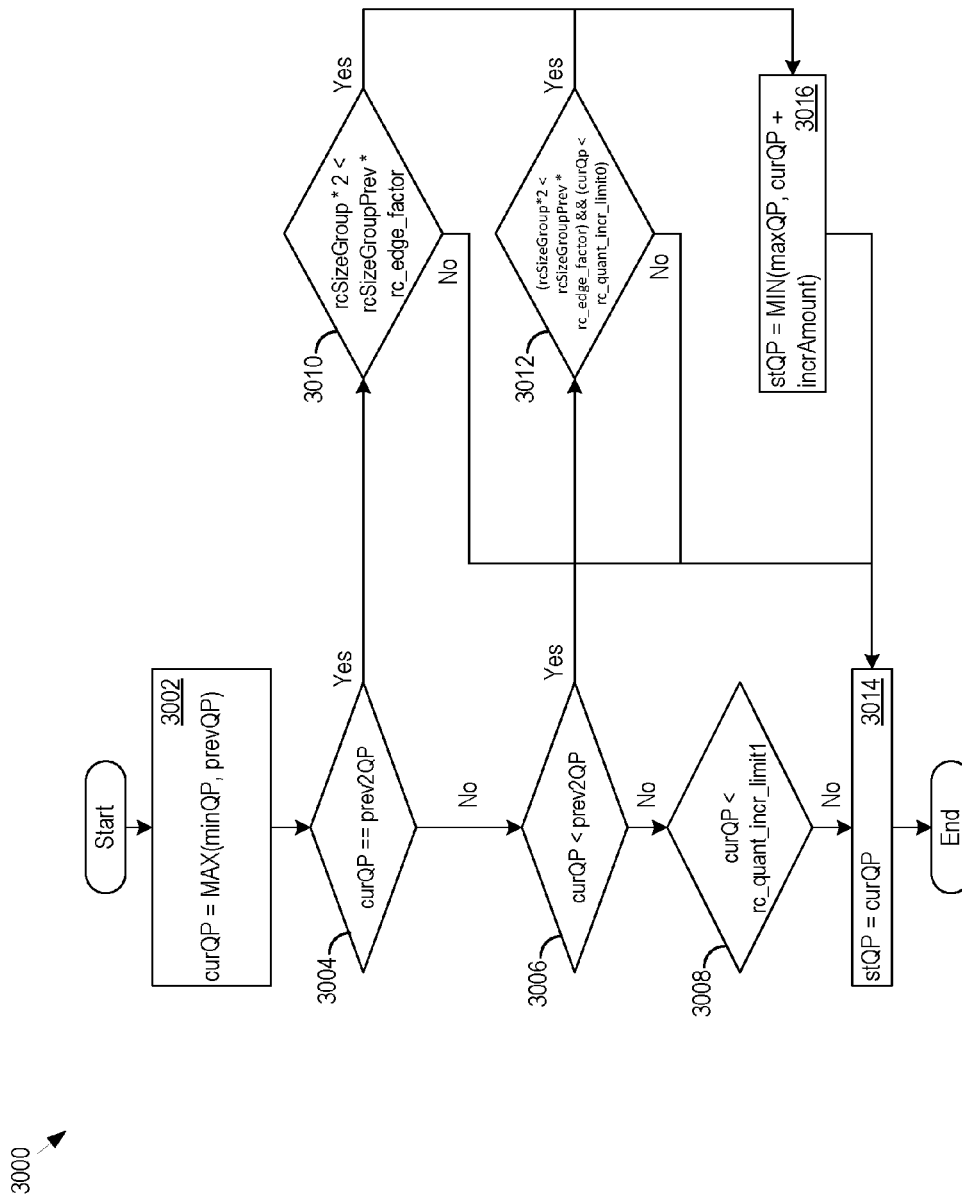 3000
Start
3002
curQP = MAX(minQP, prevQP)
3004
curQP == prev2QP
Yes
No
3010
rcSizeGroup * 2 <
rcSizeGroupPrev *
rc_edge_factor
Yes
No
3006
curQP < prev2QP
Yes
No
3012
(rcSizeGroup*2 <
rcSizeGroupPrev *
rc_edge_factor) && (curQp <
rc_quant_incr_limit0)
Yes
No
3008
curQP <
rc_quant_incr_limit1
No
3014
stQP = curQP
stQP = MIN(maxQP, curQP +
incrAmount)
3016
End